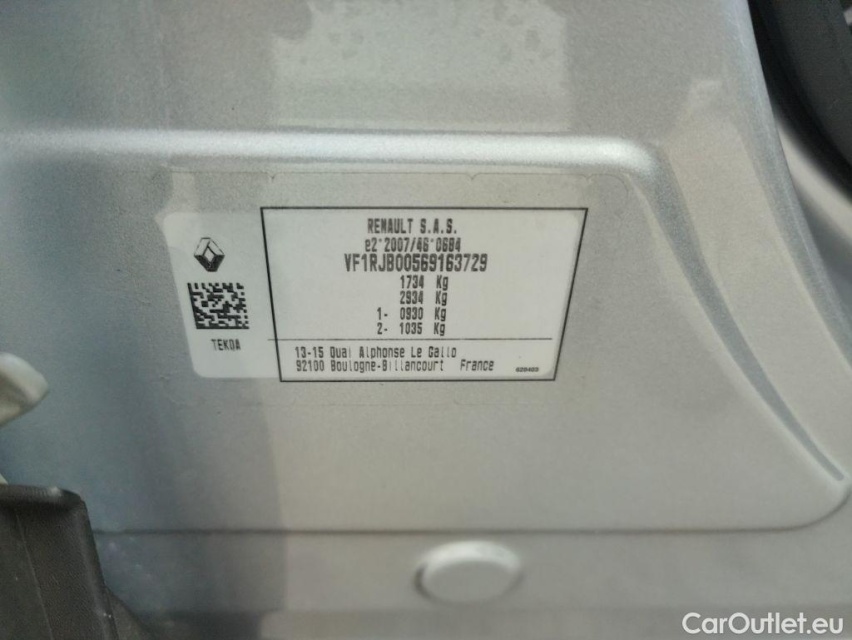 RENAULT S.A.S.
e2*2007/46*0684
VF1RJB00569163729
1734 Kg
2934 Kg
1- 0930 Kg
2- 1035 Kg
TEKOA
13-15 Quai Alphonse Le Gallo
92100 Boulogne-Billancourt France
CarOutlet.eu